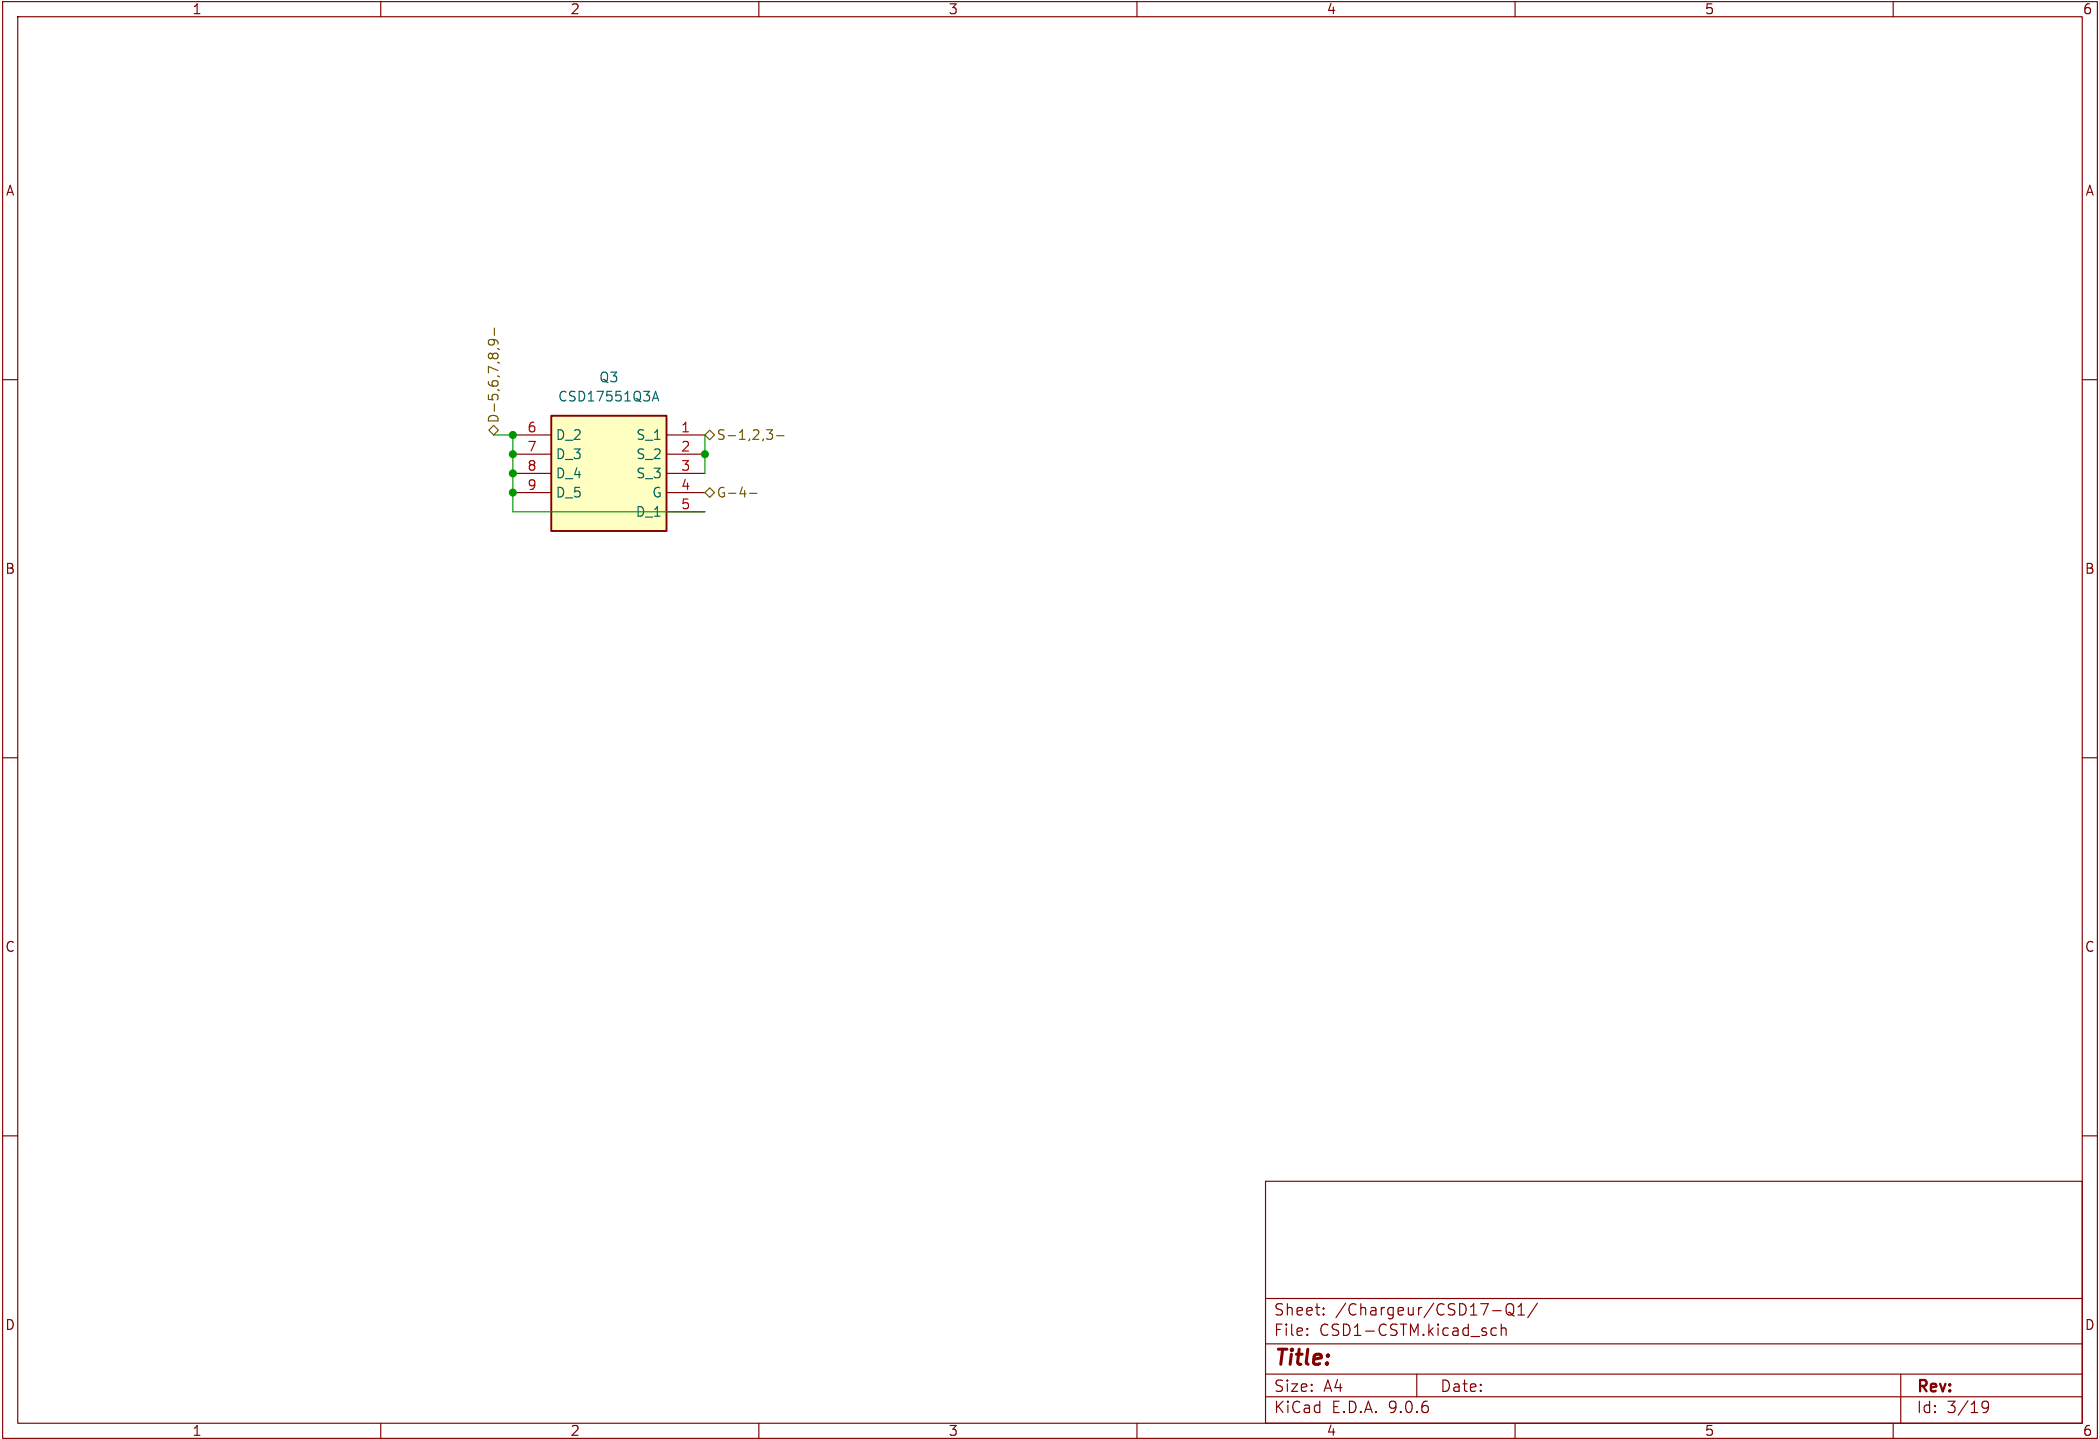 1 2 3 4 5 6
A A
D-5,6,7,8,9-
Q3
CSD17551Q3A
6 D_2 S_1 1 S-1,2,3-
7 D_3 S_2 2
8 D_4 S_3 3
9 D_5 G 4 G-4-
D_1 5
B B
C C
D D
Sheet: /Chargeur/CSD17-Q1/
File: CSD1-CSTM.kicad_sch
Title:
Size: A4 Date: Rev:
KiCad E.D.A. 9.0.6 Id: 3/19
1 2 3 4 5 6